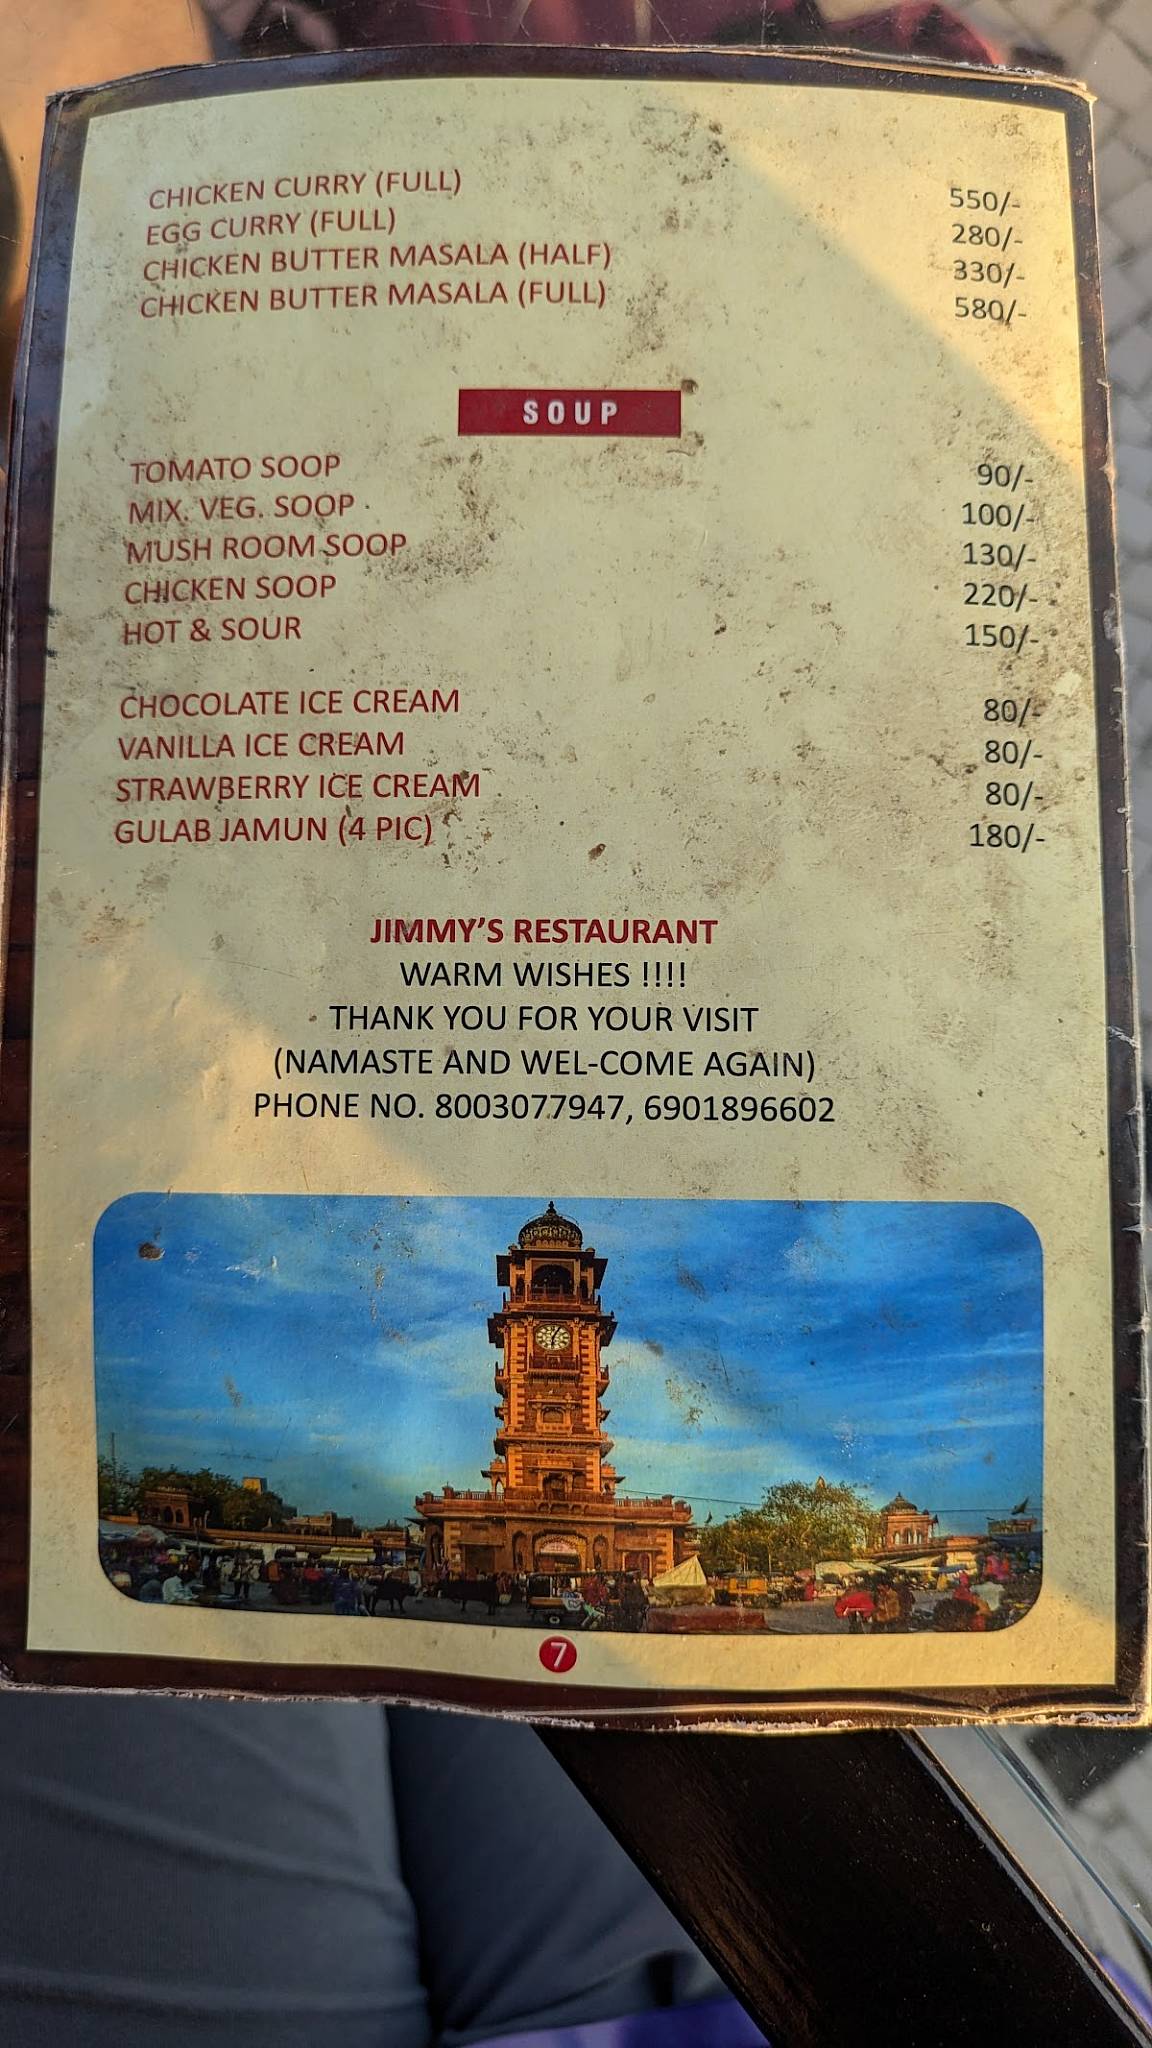 CHICKEN CURRY (FULL) 550/-
EGG CURRY (FULL) 280/-
CHICKEN BUTTER MASALA (HALF) 330/-
CHICKEN BUTTER MASALA (FULL) 580/-
SOUP
TOMATO SOOP 90/-
MIX. VEG. SOOP 100/-
MUSH ROOM SOOP 130/-
CHICKEN SOOP 220/-
HOT & SOUR 150/-
CHOCOLATE ICE CREAM 80/-
VANILLA ICE CREAM 80/-
STRAWBERRY ICE CREAM 80/-
GULAB JAMUN (4 PIC) 180/-
JIMMY'S RESTAURANT
WARM WISHES !!!!
THANK YOU FOR YOUR VISIT
(NAMASTE AND WEL-COME AGAIN)
PHONE NO. 8003077947, 6901896602
7